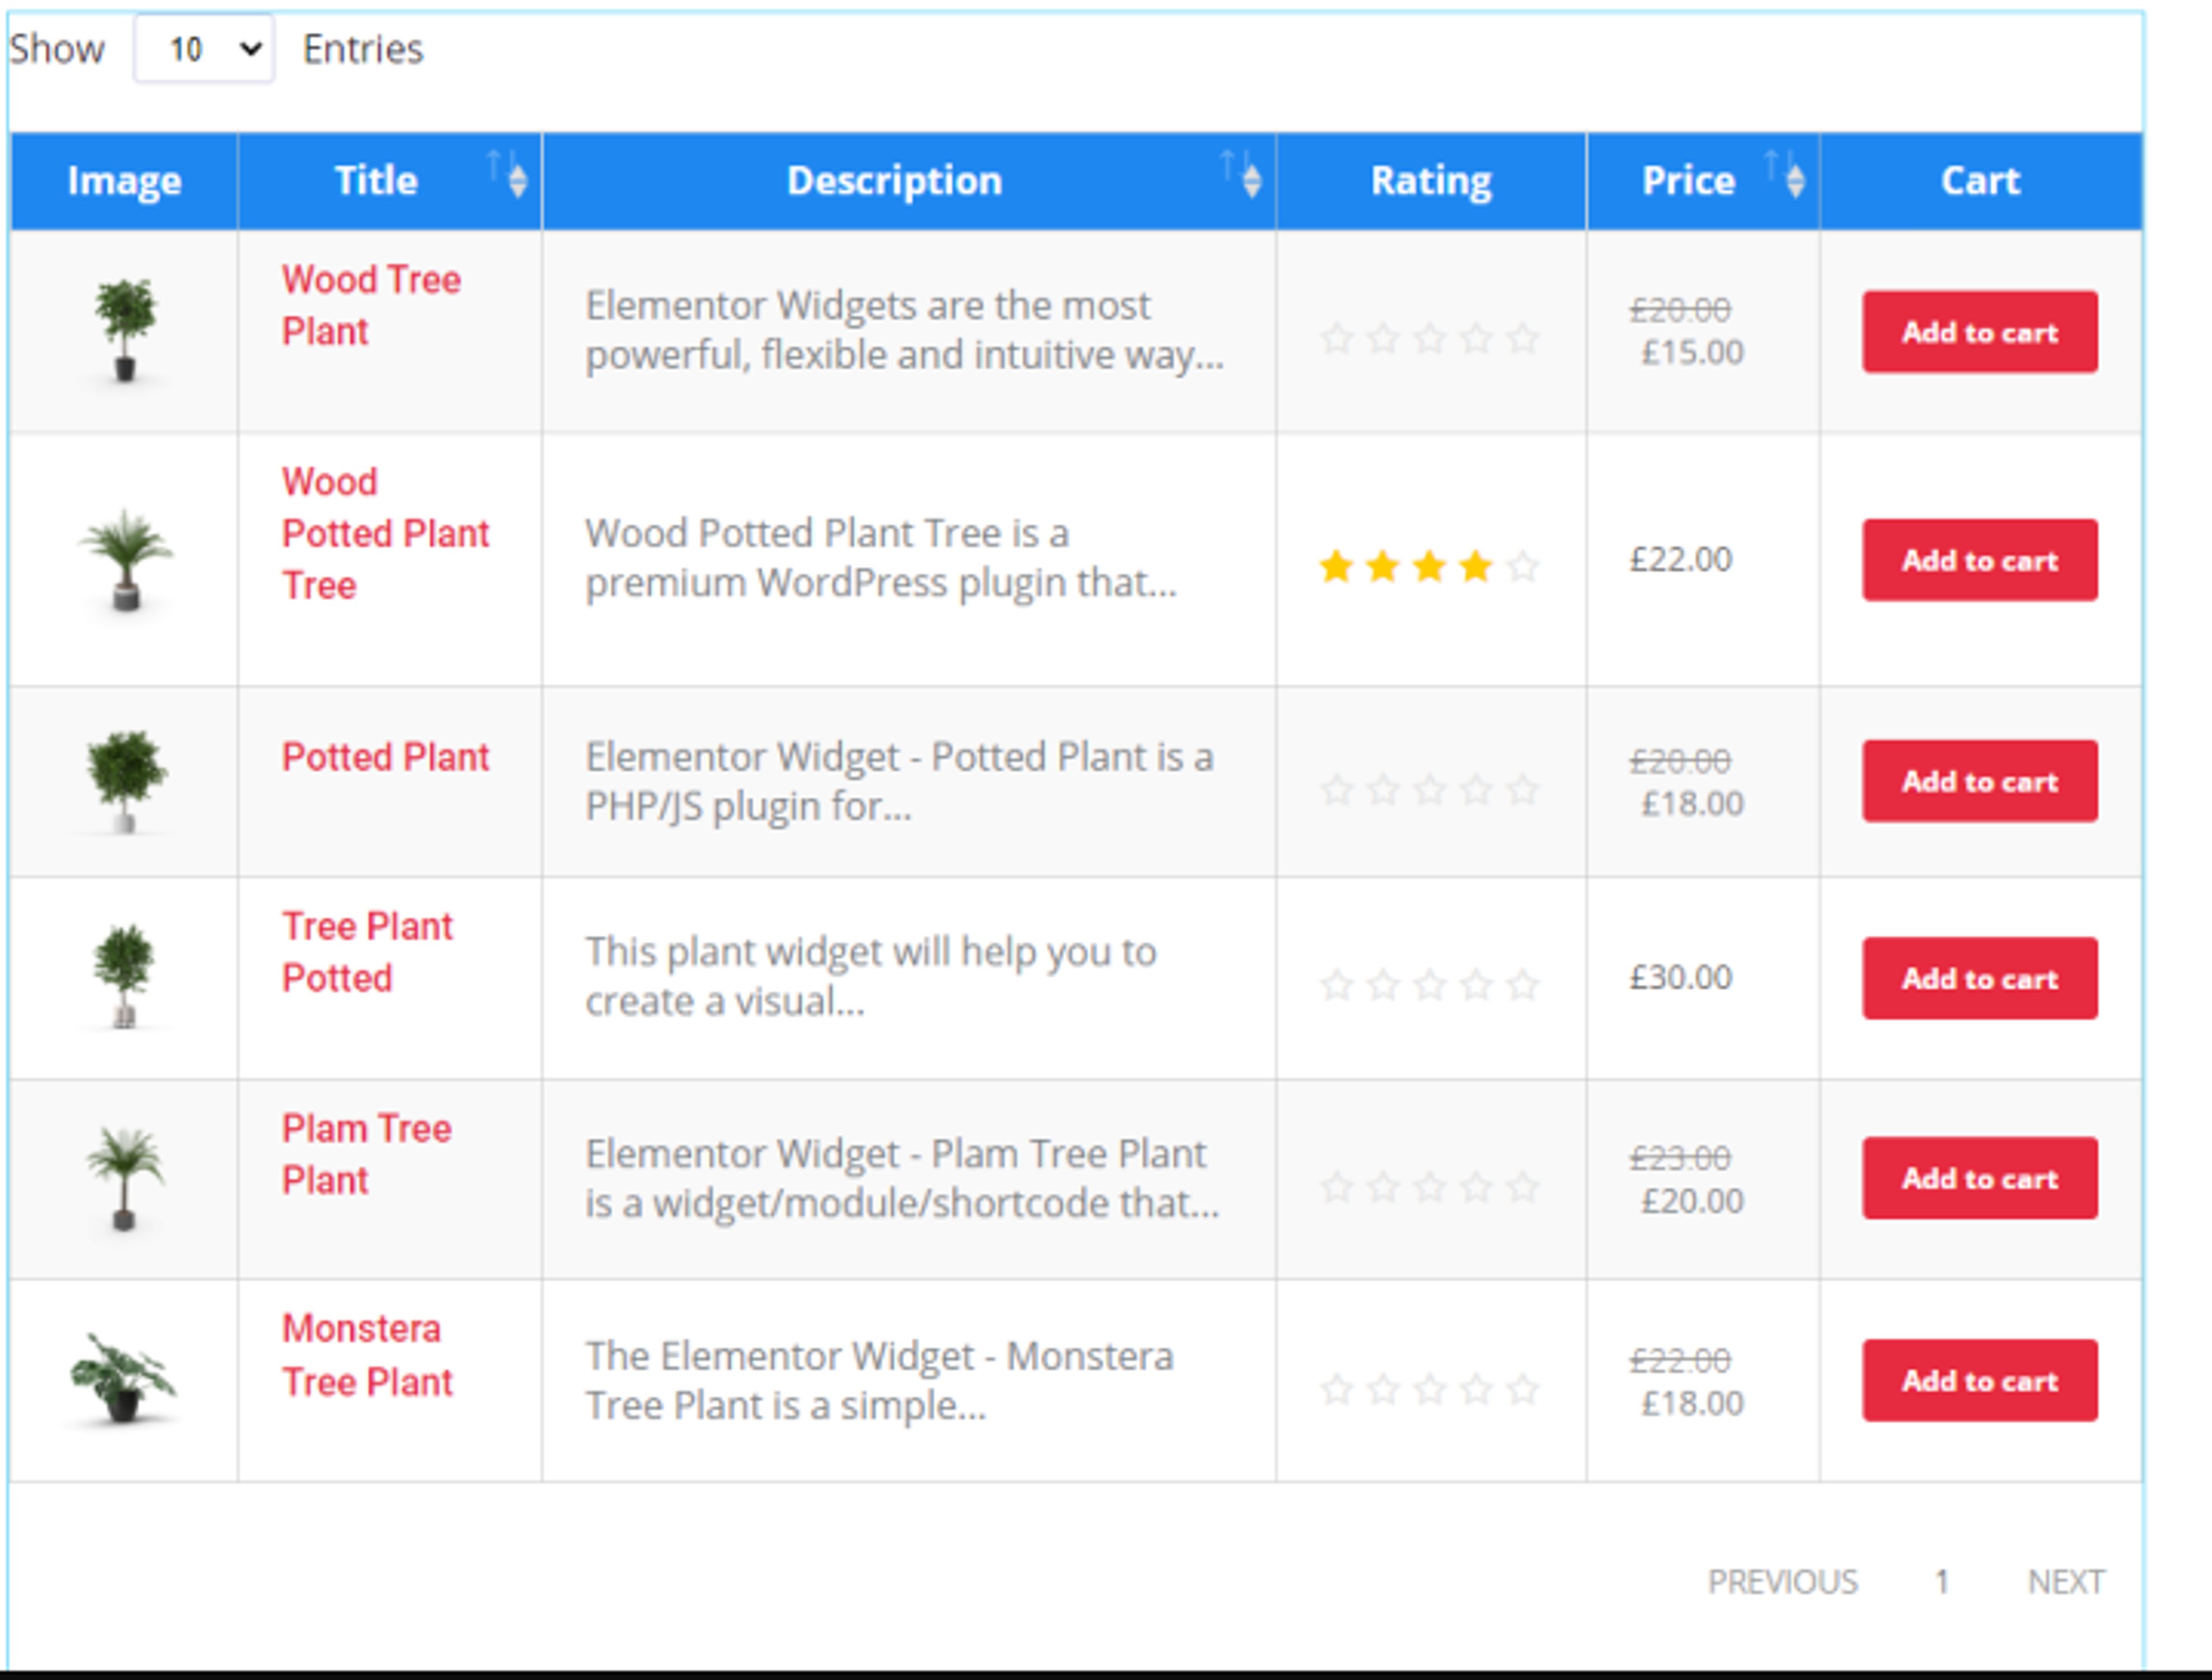 Show 10 Entries
Image Title Description Rating Price Cart
Wood Tree
Plant
Elementor Widgets are the most
powerful, flexible and intuitive way...
£20.00
£15.00
Add to cart
Wood
Potted Plant
Tree
Wood Potted Plant Tree is a
premium WordPress plugin that...
£22.00
Add to cart
Potted Plant
Elementor Widget - Potted Plant is a
PHP/JS plugin for...
£20.00
£18.00
Add to cart
Tree Plant
Potted
This plant widget will help you to
create a visual...
£30.00
Add to cart
Plam Tree
Plant
Elementor Widget - Plam Tree Plant
is a widget/module/shortcode that...
£23.00
£20.00
Add to cart
Monstera
Tree Plant
The Elementor Widget - Monstera
Tree Plant is a simple...
£22.00
£18.00
Add to cart
PREVIOUS 1 NEXT